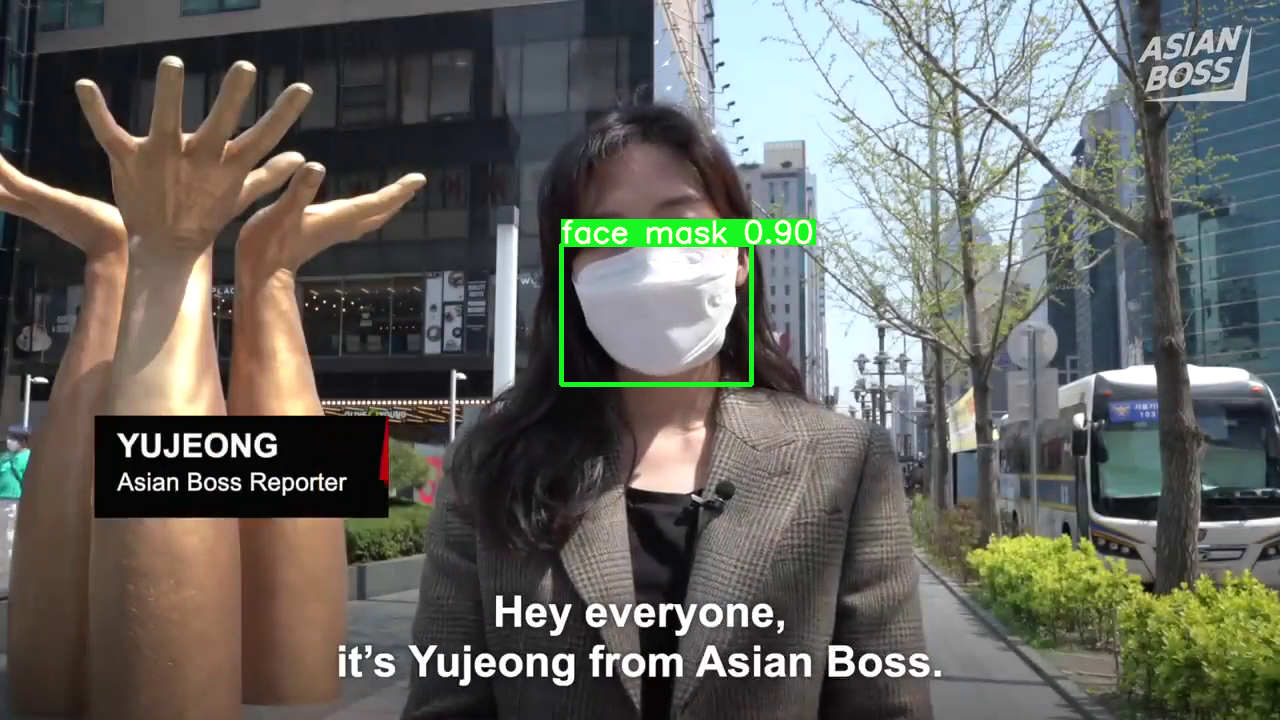 ASIAN
BOSS
face mask 0.90
YUJEONG
Asian Boss Reporter
Hey everyone,
it's Yujeong from Asian Boss.